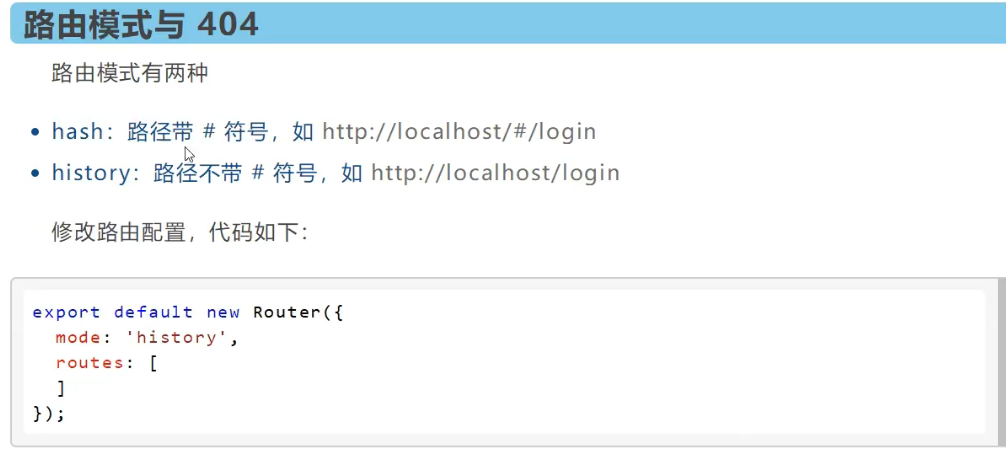 路由模式与 404
路由模式有两种
• hash：路径带 # 符号，如 http://localhost/#/login
• history：路径不带 # 符号，如 http://localhost/login
修改路由配置，代码如下：
export default new Router({
  mode: 'history',
  routes: [
  ]
});